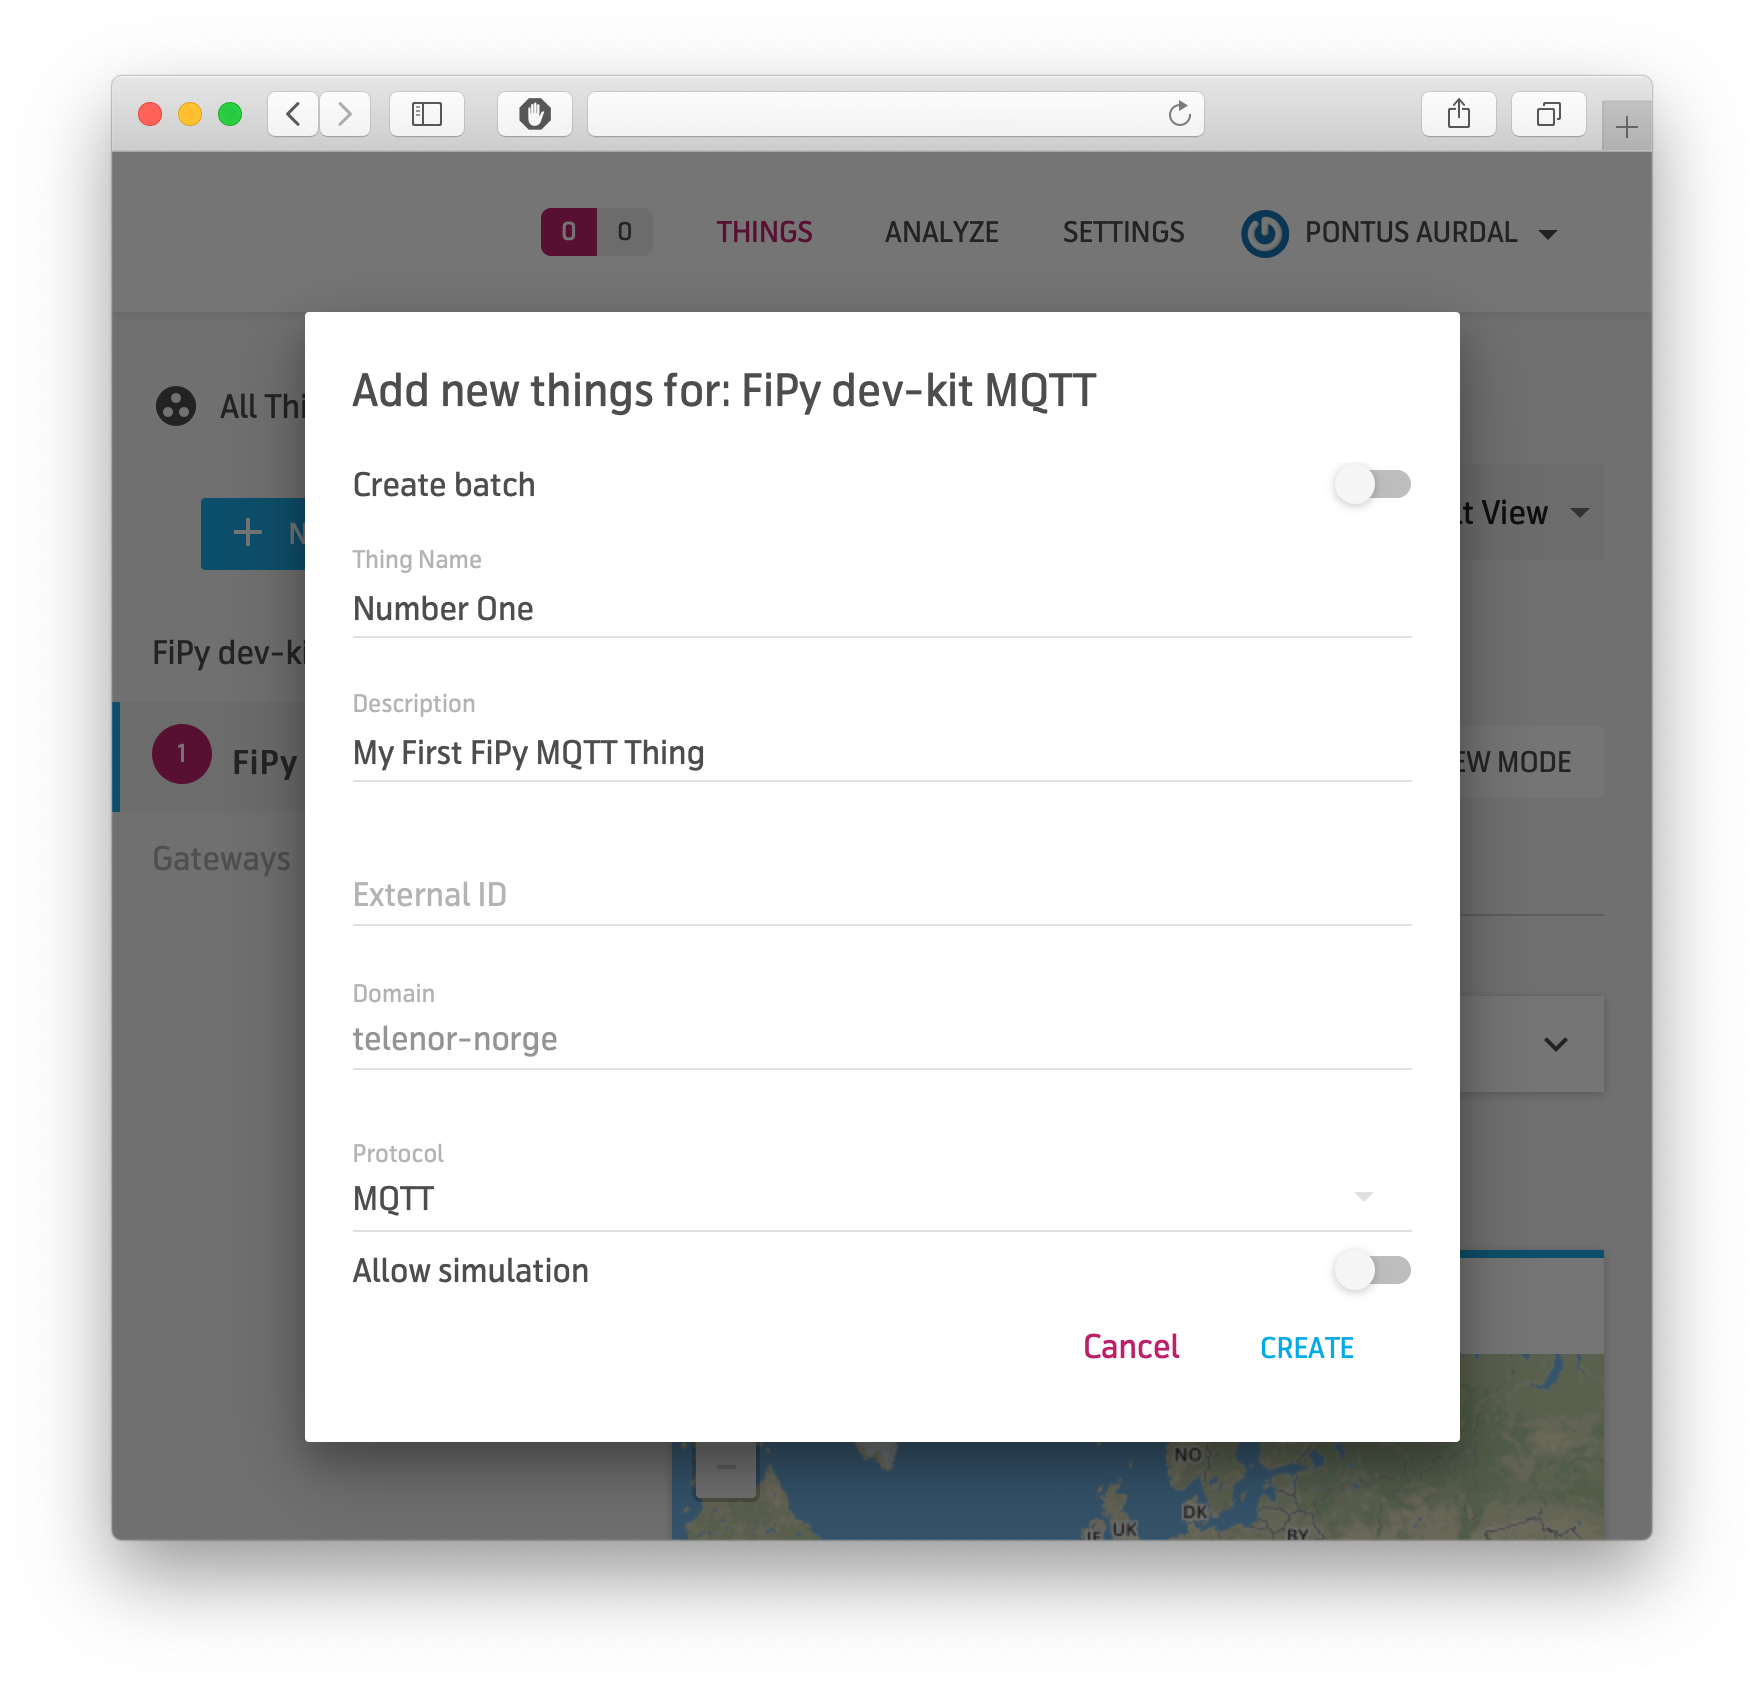 0 0 THINGS ANALYZE SETTINGS PONTUS AURDAL
All Thi
Add new things for: FiPy dev-kit MQTT
Create batch
t View
N
Thing Name
Number One
FiPy dev-ki
Description
My First FiPy MQTT Thing
1 FiPy
EW MODE
Gateways
External ID
Domain
telenor-norge
Protocol
MQTT
Allow simulation
Cancel CREATE
NO
DK
IE UK
BY